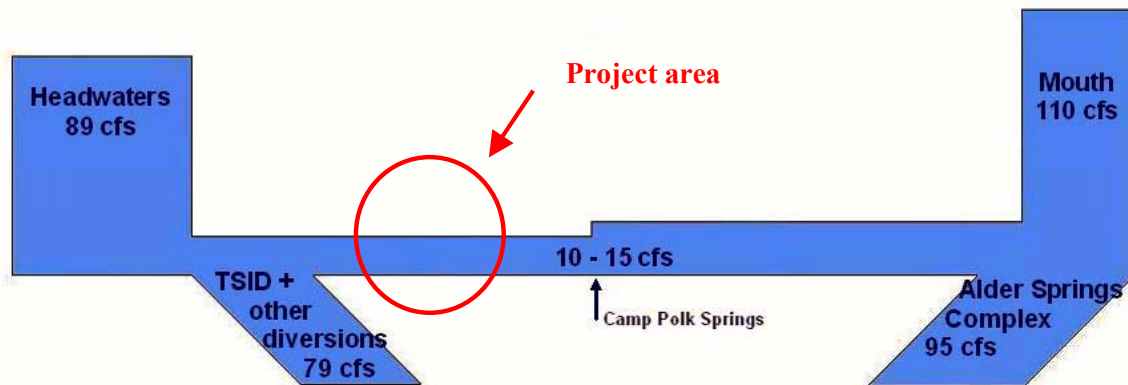 Project area
Headwaters
89 cfs
Mouth
110 cfs
10 - 15 cfs
TSID +
other
diversions
79 cfs
Camp Polk Springs
Alder Springs
Complex
95 cfs